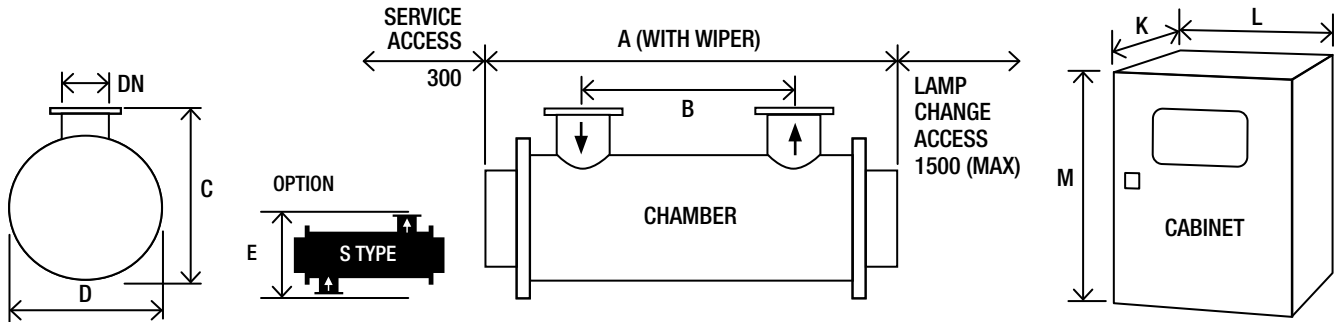 DN
C
D
OPTION
E
S TYPE
SERVICE
ACCESS
300
A (WITH WIPER)
B
CHAMBER
LAMP
CHANGE
ACCESS
1500 (MAX)
K
L
M
CABINET